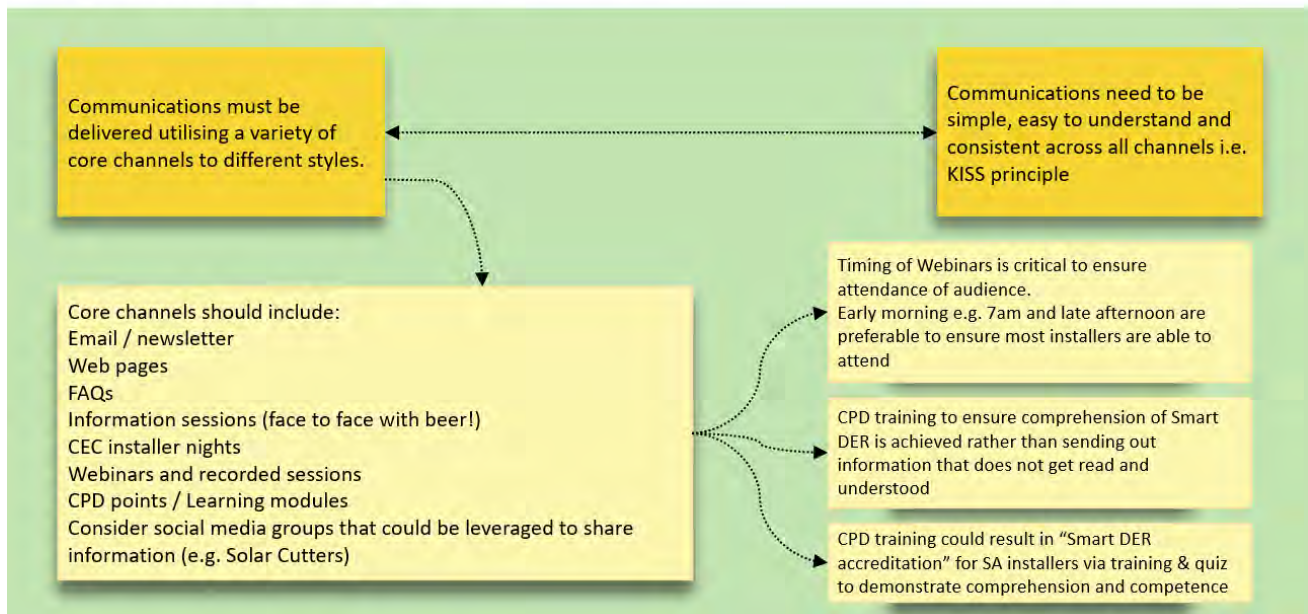 Communications must be
delivered utilising a variety of
core channels to different styles.
Communications need to be
simple, easy to understand and
consistent across all channels i.e.
KISS principle
Core channels should include:
Email / newsletter
Web pages
FAQs
Information sessions (face to face with beer!)
CEC installer nights
Webinars and recorded sessions
CPD points / Learning modules
Consider social media groups that could be leveraged to share
information (e.g. Solar Cutters)
Timing of Webinars is critical to ensure
attendance of audience.
Early morning e.g. 7am and late afternoon are
preferable to ensure most installers are able to
attend
CPD training to ensure comprehension of Smart
DER is achieved rather than sending out
information that does not get read and
understood
CPD training could result in “Smart DER
accreditation” for SA installers via training & quiz
to demonstrate comprehension and competence